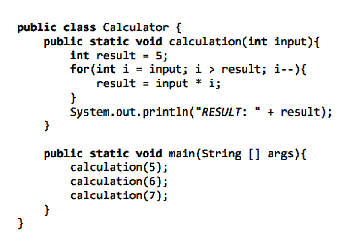 public class Calculator {
    public static void calculation(int input){
        int result = 5;
        for(int i = input; i > result; i--){
            result = input * i;
        }
        System.out.println("RESULT: " + result);
    }

    public static void main(String [] args){
        calculation(5);
        calculation(6);
        calculation(7);
    }
}